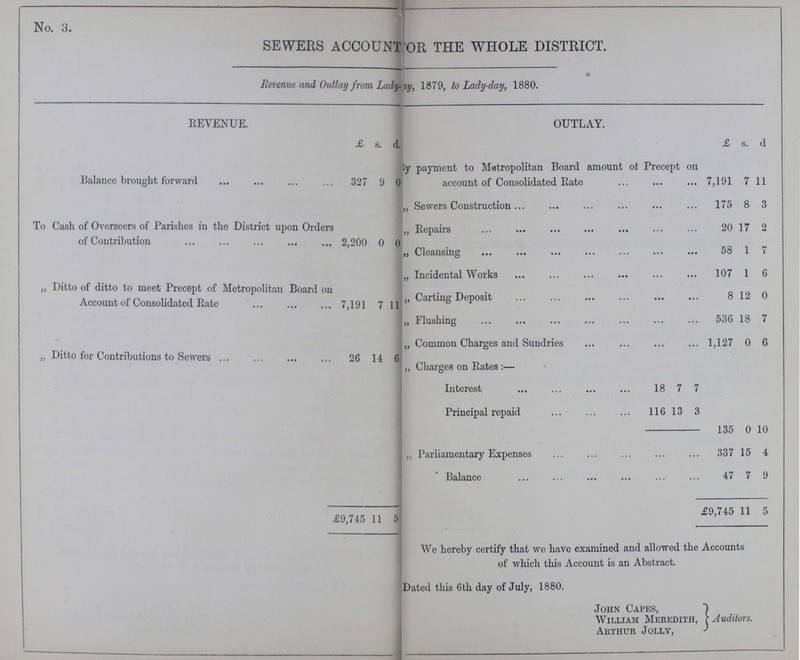 No. 3.
SEWERS ACCOUNT OR THE WHOLE DISTRICT.
Revenue and Outlay from Lady-ay, 1879, to Lady-day, 1880.
REVENUE.
£ s. d.
Balance brought forward ... ... ... ... 327 9 0
To Cash of Overseers of Parishes in the District upon Orders
of Contribution ... ... ... ... ... 2,200 0 0
„ Ditto of ditto to meet Precept of Metropolitan Board on
Account of Consolidated Rate ... ... ... 7,191 7 11
„ Ditto for Contributions to Sewers ... ... ... ... 26 14 6
£9,745 11 5
OUTLAY.
£ s. d
y payment to Metropolitan Board amount of Precept on
account of Consolidated Rate ... ... ... 7,191 7 11
„ Sewers Construction ... ... ... ... ... ... 175 8 3
„ Repairs ... ... ... ... ... ... ... 20 17 2
„ Cleansing ... ... ... ... ... ... ... 58 1 7
„ Incidental Works ... ... ... ... ... ... 107 1 6
„ Carting Deposit ... ... ... ... ... ... 8 12 0
„ Flushing ... ... ... ... ... ... ... 536 18 7
„ Common Charges and Sundries ... ... ... ... 1,127 0 6
„ Charges on Rates :—
Interest ... ... ... ... 18 7 7
Principal repaid ... ... ... 116 13 3
135 0 10
„ Parliamentary Expenses ... ... ... ... ... 337 15 4
" Balance ... ... ... ... ... ... 47 7 9
£9,745 11 5
We hereby certify that we have examined and allowed the Accounts
of which this Account is an Abstract.
Dated this 6th day of July, 1880.
JOHN CAPES,
WILLIAM MEREDITH, } Auditors.
ARTHUR JOLLY,